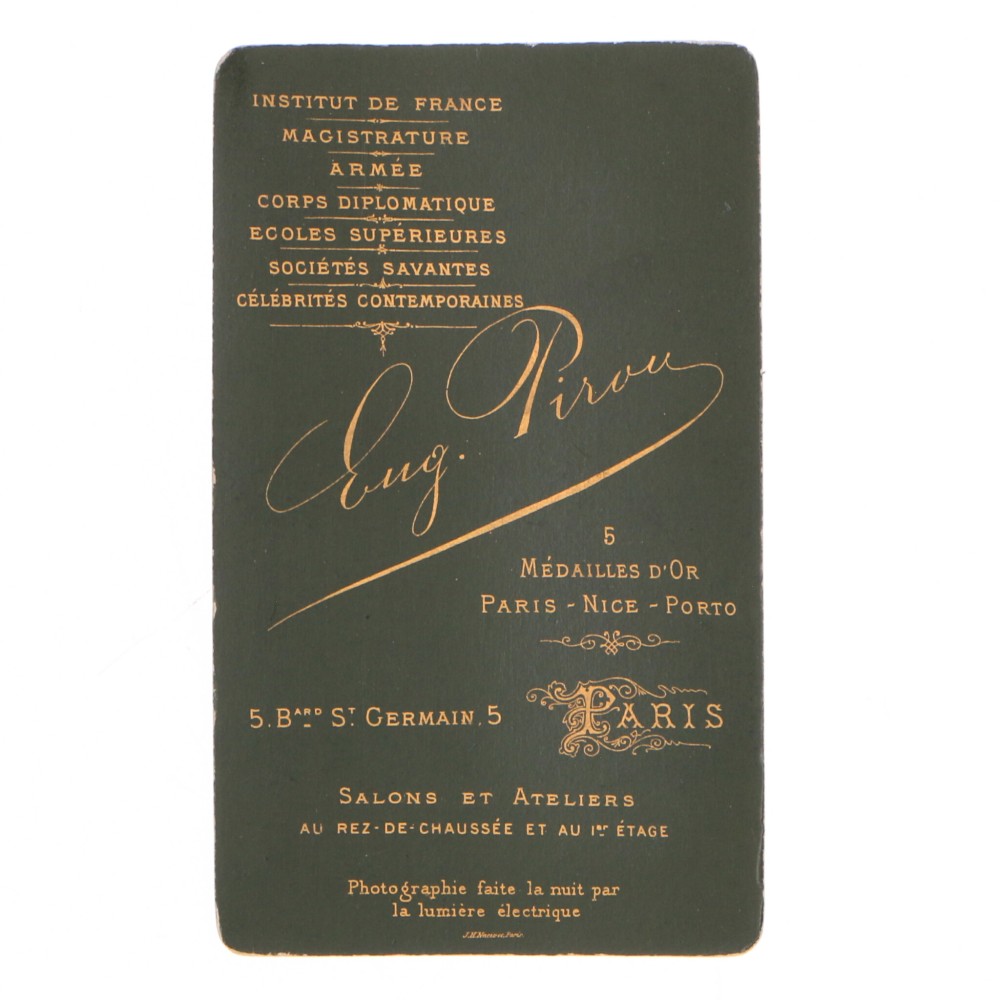 INSTITUT DE FRANCE
MAGISTRATURE
ARMÉE
CORPS DIPLOMATIQUE
ECOLES SUPÉRIEURES
SOCIÉTÉS SAVANTES
CÉLÉBRITÉS CONTEMPORAINES
Eug. Pirou
5
MÉDAILLES D'OR
PARIS - NICE - PORTO
5. BARD ST GERMAIN. 5
PARIS
SALONS ET ATELIERS
AU REZ-DE-CHAUSSÉE ET AU 1er ÉTAGE
Photographie faite la nuit par
la lumière électrique
Paris